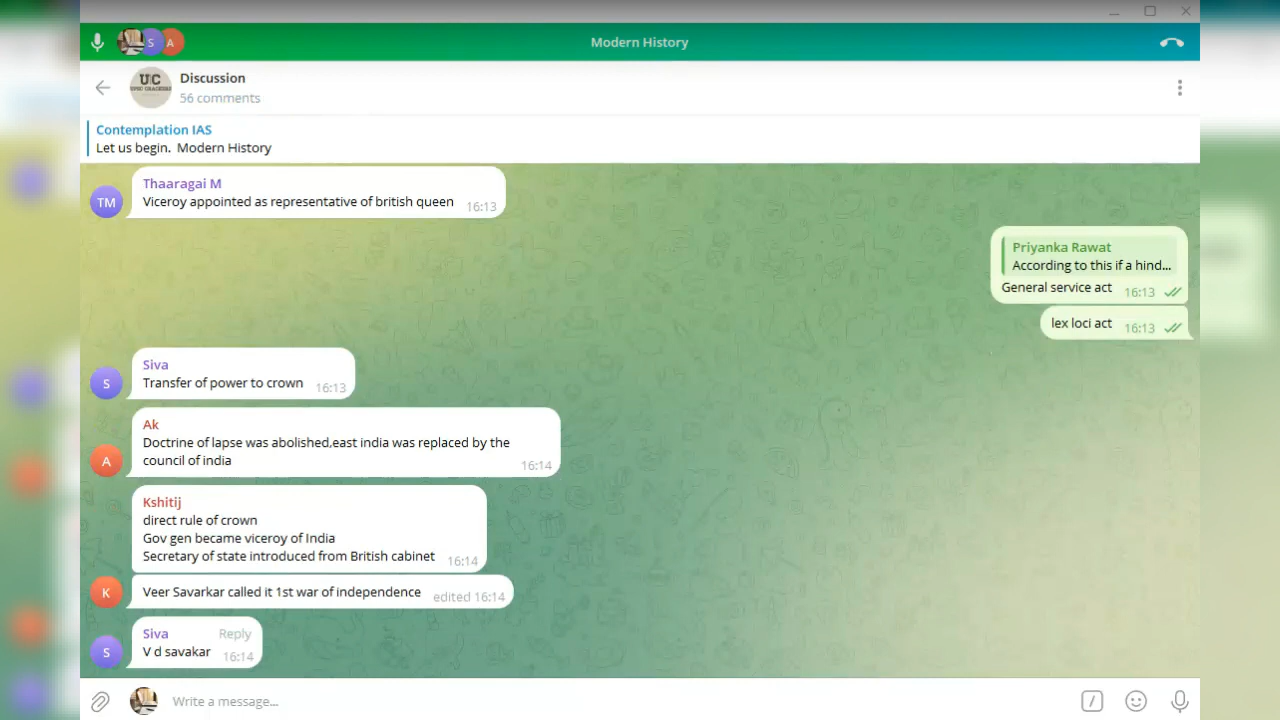 S A
Modern History
UC
Discussion
56 comments
Contemplation IAS
Let us begin. Modern History
Thaaragai M
TM
Viceroy appointed as representative of british queen 16:13
Priyanka Rawat
According to this if a hind...
General service act 16:13
lex loci act 16:13
Siva
S
Transfer of power to crown 16:13
Ak
Doctrine of lapse was abolished,east india was replaced by the
A
council of india 16:14
Kshitij
direct rule of crown
Gov gen became viceroy of India
Secretary of state introduced from British cabinet 16:14
K
Veer Savarkar called it 1st war of independence edited 16:14
Siva Reply
S
V d savakar 16:14
Write a message...